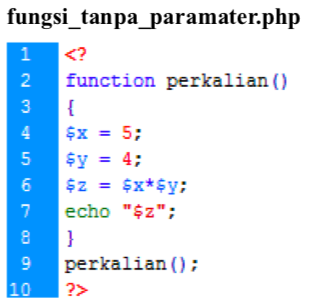 fungsi_tanpa_paramater.php
1 <?
2 function perkalian()
3 {
4 $x = 5;
5 $y = 4;
6 $z = $x*$y;
7 echo "$z";
8 }
9 perkalian();
10 ?>